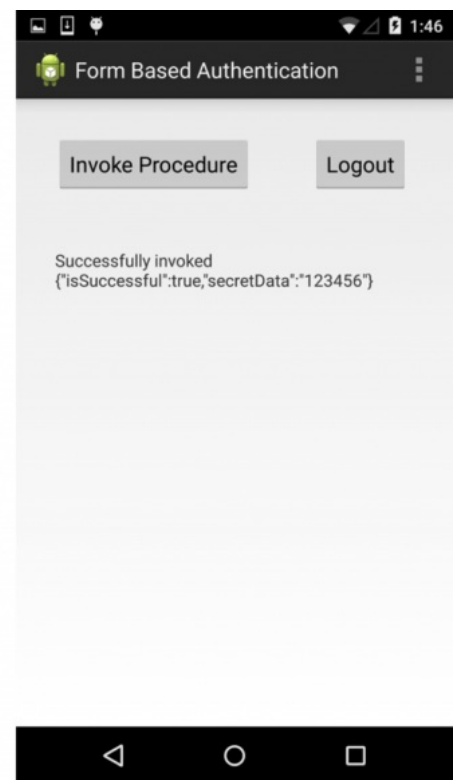 1:46
Form Based Authentication
Invoke Procedure
Logout
Successfully invoked
{"isSuccessful":true,"secretData":"123456"}